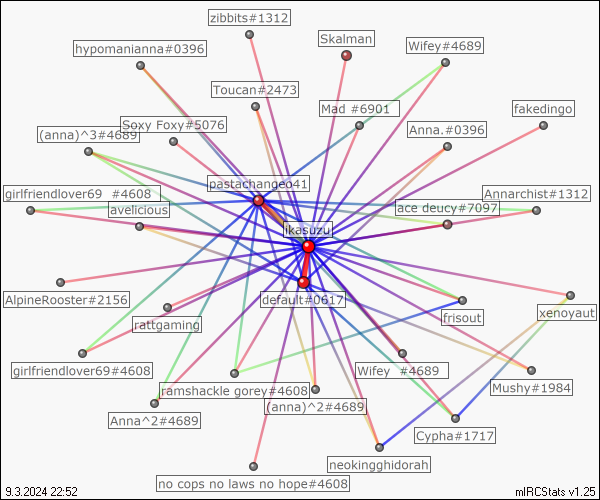 zibbits#1312
Skalman
hypomanianna#0396
Wifey#4689
Toucan#2473
Mad #6901
fakedingo
Soxy Foxy#5076
(anna)^3#4689
Anna.#0396
pastachangeo41
girlfriendlover69 #4608
Annarchist#1312
avelicious
ace deucy#7097
ikasuzu
AlpineRooster#2156
default#0617
xenoyaut
frisout
rattgaming
girlfriendlover69#4608
Wifey #4689
Mushy#1984
ramshackle gorey#4608
(anna)^2#4689
Anna^2#4689
Cypha#1717
neokingghidorah
no cops no laws no hope#4608
9.3.2024 22:52
mIRCStats v1.25